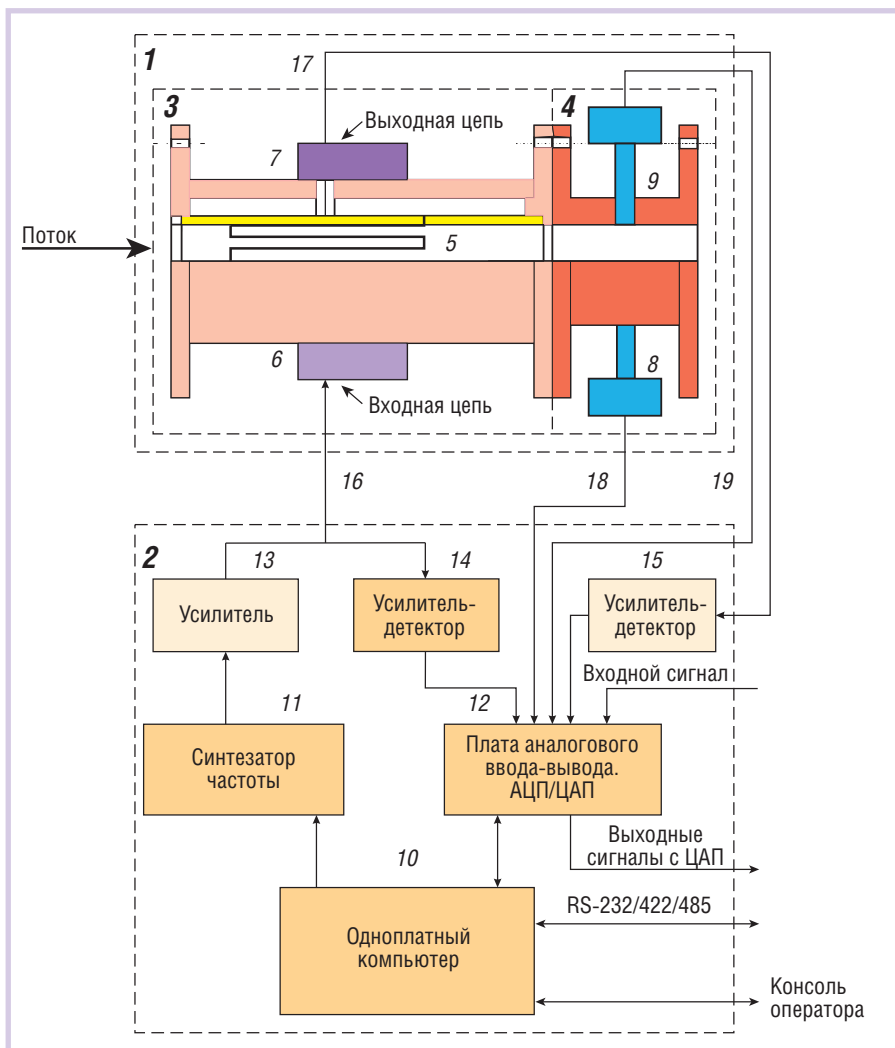 1
17
3
4
Выходная цепь
7
9
Поток
5
6
8
Входная цепь
16
18
19
2
13
14
15
Усилитель
Усилитель-
детектор
Усилитель-
детектор
Входной сигнал
11
12
Синтезатор
частоты
Плата аналогового
ввода-вывода.
АЦП/ЦАП
Выходные
сигналы с ЦАП
10
RS-232/422/485
Одноплатный
компьютер
Консоль
оператора